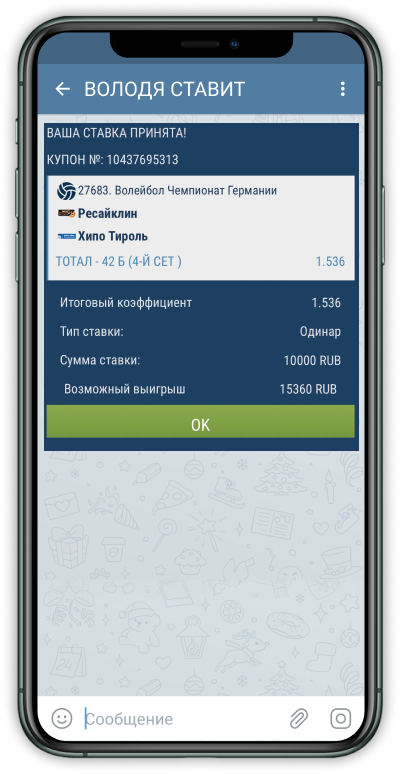 ВОЛОДЯ СТАВИТ
ВАША СТАВКА ПРИНЯТА!
КУПОН №: 10437695313
27683. Волейбол Чемпионат Германии
Ресайклин
Хипо Тироль
ТОТАЛ - 42 Б (4-Й СЕТ ) 1.536
Итоговый коэффициент 1.536
Тип ставки: Одинар
Сумма ставки: 10000 RUB
Возможный выигрыш 15360 RUB
OK
Сообщение